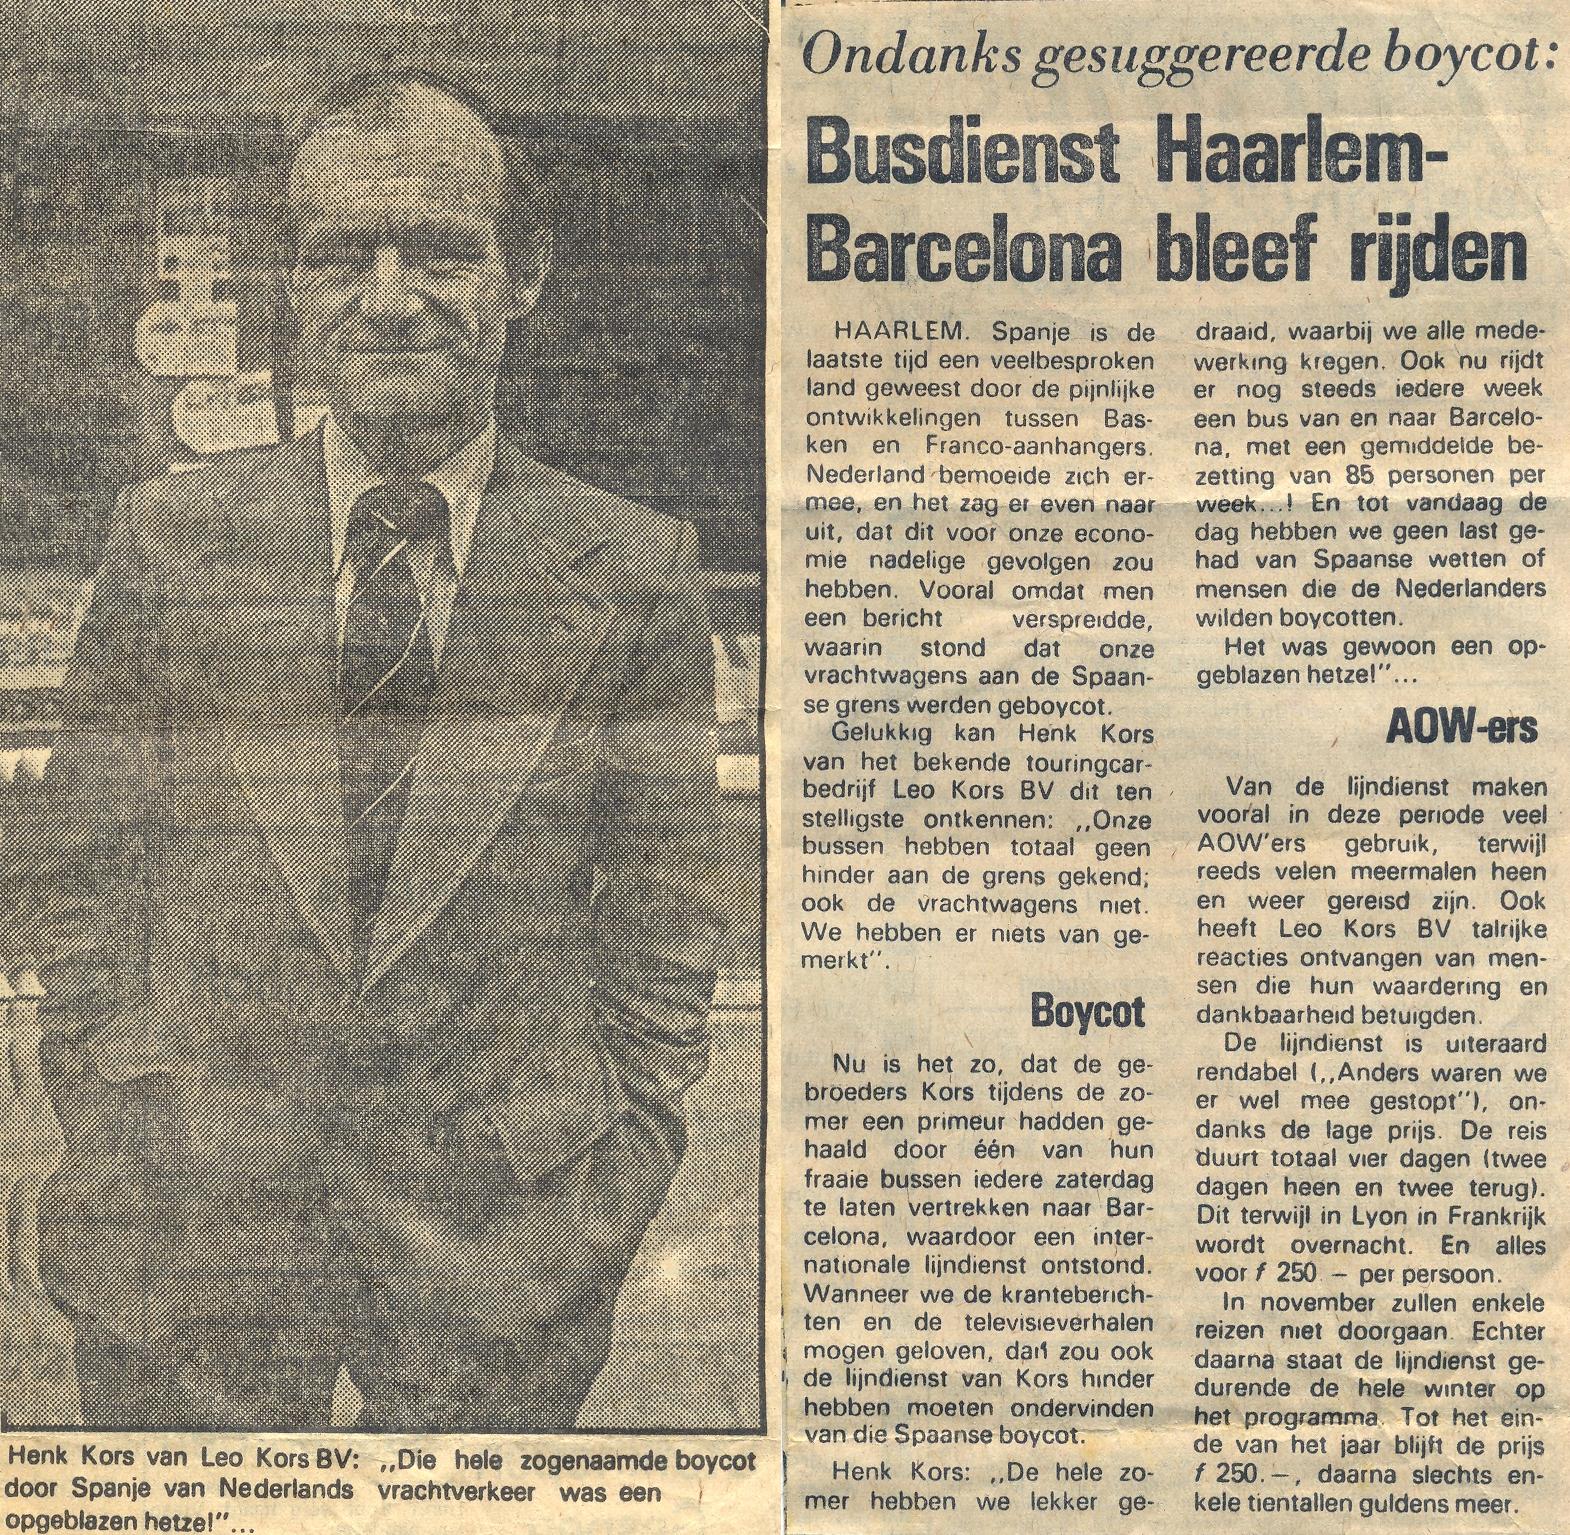 Ondanks gesuggereerde boycot:
Busdienst Haarlem-
Barcelona bleef rijden
HAARLEM. Spanje is de
laatste tijd een veelbesproken
land geweest door de pijnlijke
ontwikkelingen tussen Bas-
ken en Franco-aanhangers.
Nederland bemoeide zich er-
mee, en het zag er even naar
uit, dat dit voor onze econo-
mie nadelige gevolgen zou
hebben. Vooral omdat men
een bericht verspreidde,
waarin stond dat onze
vrachtwagens aan de Spaan-
se grens werden geboycot.
Gelukkig kan Henk Kors
van het bekende touringcar-
bedrijf Leo Kors BV dit ten
stelligste ontkennen: ,,Onze
bussen hebben totaal geen
hinder aan de grens gekend;
ook de vrachtwagens niet.
We hebben er niets van ge-
merkt''.
Boycot
Nu is het zo, dat de ge-
broeders Kors tijdens de zo-
mer een primeur hadden ge-
haald door één van hun
fraaie bussen iedere zaterdag
te laten vertrekken naar Bar-
celona, waardoor een inter-
nationale lijndienst ontstond.
Wanneer we de kranteberich-
ten en de televisieverhalen
mogen geloven, dan zou ook
de lijndienst van Kors hinder
hebben moeten ondervinden
van die Spaanse boycot.
Henk Kors: ,,De hele zo-
mer hebben we lekker ge-
draaid, waarbij we alle mede-
werking kregen. Ook nu rijdt
er nog steeds iedere week
een bus van en naar Barcelo-
na, met een gemiddelde be-
zetting van 85 personen per
week...! En tot vandaag de
dag hebben we geen last ge-
had van Spaanse wetten of
mensen die de Nederlanders
wilden boycotten.
Het was gewoon een op-
geblazen hetze!''...
AOW-ers
Van de lijndienst maken
vooral in deze periode veel
AOW'ers gebruik, terwijl
reeds velen meermalen heen
en weer gereisd zijn. Ook
heeft Leo Kors BV talrijke
reacties ontvangen van men-
sen die hun waardering en
dankbaarheid betuigden.
De lijndienst is uiteraard
rendabel (,,Anders waren we
er wel mee gestopt''), on-
danks de lage prijs. De reis
duurt totaal vier dagen (twee
dagen heen en twee terug).
Dit terwijl in Lyon in Frankrijk
wordt overnacht. En alles
voor f 250.— per persoon.
In november zullen enkele
reizen niet doorgaan. Echter
daarna staat de lijndienst ge-
durende de hele winter op
het programma. Tot het ein-
de van het jaar blijft de prijs
f 250.—, daarna slechts en-
kele tientallen guldens meer.
Henk Kors van Leo Kors BV: ,,Die hele zogenaamde boycot
door Spanje van Nederlands vrachtverkeer was een
opgeblazen hetze!''...